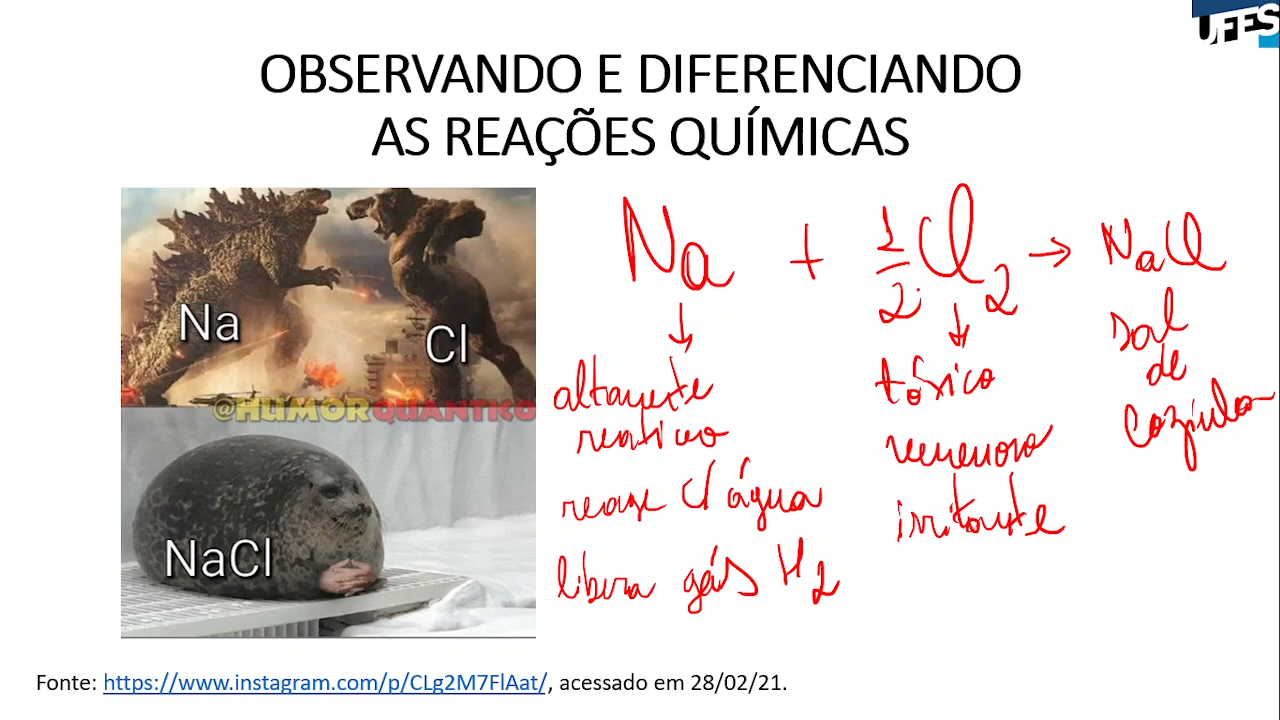 UFES
OBSERVANDO E DIFERENCIANDO
AS REAÇÕES QUÍMICAS
Na
Cl
@HUMORQUANTICO
NaCl
Na + 1/2 Cl2 → NaCl
↓
altamente
reativo
reage c/ água
libera gás H2
↓
tóxico
venenoso
irritante
sal
de
cozinha
Fonte: https://www.instagram.com/p/CLg2M7FlAat/, acessado em 28/02/21.